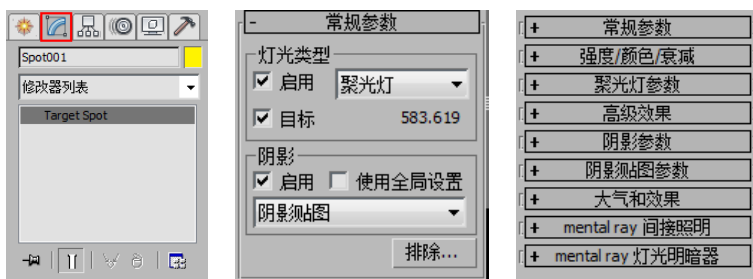 Spot001
修改器列表
Target Spot
- 常规参数
灯光类型
启用 聚光灯
目标 583.619
阴影
启用 使用全局设置
阴影贴图
排除...
+ 常规参数
+ 强度/颜色/衰减
+ 聚光灯参数
+ 高级效果
+ 阴影参数
+ 阴影贴图参数
+ 大气和效果
+ mental ray 间接照明
+ mental ray 灯光明暗器